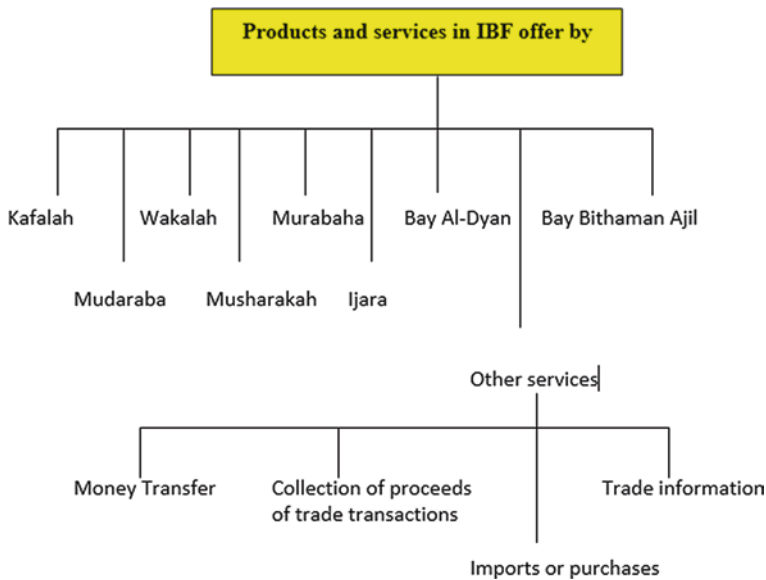 Products and services in IBF offer by
Kafalah
Wakalah
Murabaha
Bay Al-Dyan
Bay Bithaman Ajil
Mudaraba
Musharakah
Ijara
Other services
Money Transfer
Collection of proceeds
of trade transactions
Trade information
Imports or purchases